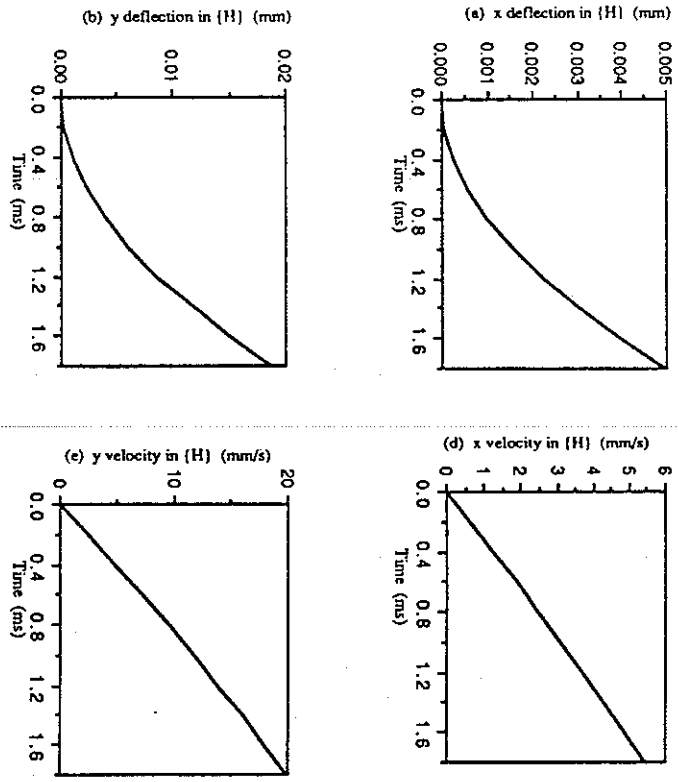 (b) y deflection in {H} (mm)
0.00 0.01 0.02
0.0 0.4 0.8 1.2 1.6
Time (ms)
(a) x deflection in {H} (mm)
0.000 0.001 0.002 0.003 0.004 0.005
0.0 0.4 0.8 1.2 1.6
Time (ms)
(e) y velocity in {H} (mm/s)
0 10 20
0.0 0.4 0.8 1.2 1.6
Time (ms)
(d) x velocity in {H} (mm/s)
0 1 2 3 4 5 6
0.0 0.4 0.8 1.2 1.6
Time (ms)